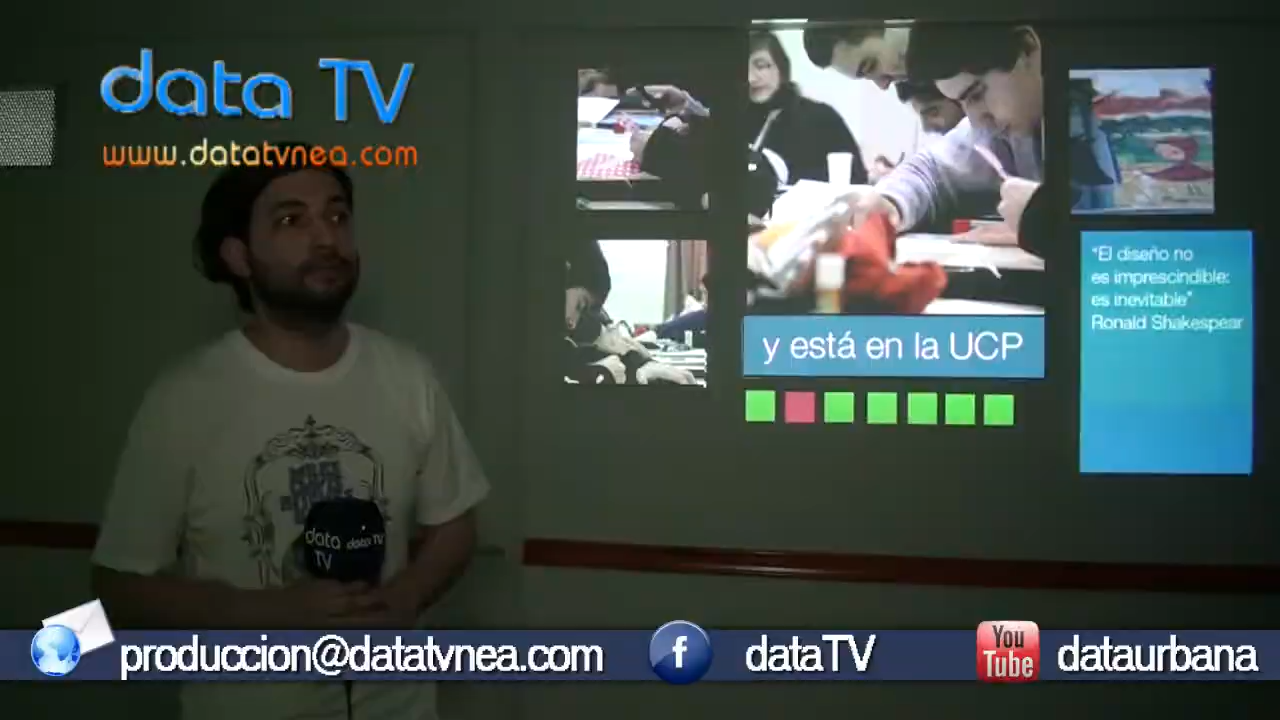 data TV
www.datatvnea.com
"El diseño no
es imprescindible:
es inevitable"
Ronald Shakespear
y está en la UCP
data
TV
data TV
produccion@datatvnea.com
f
dataTV
You
Tube
dataurbana